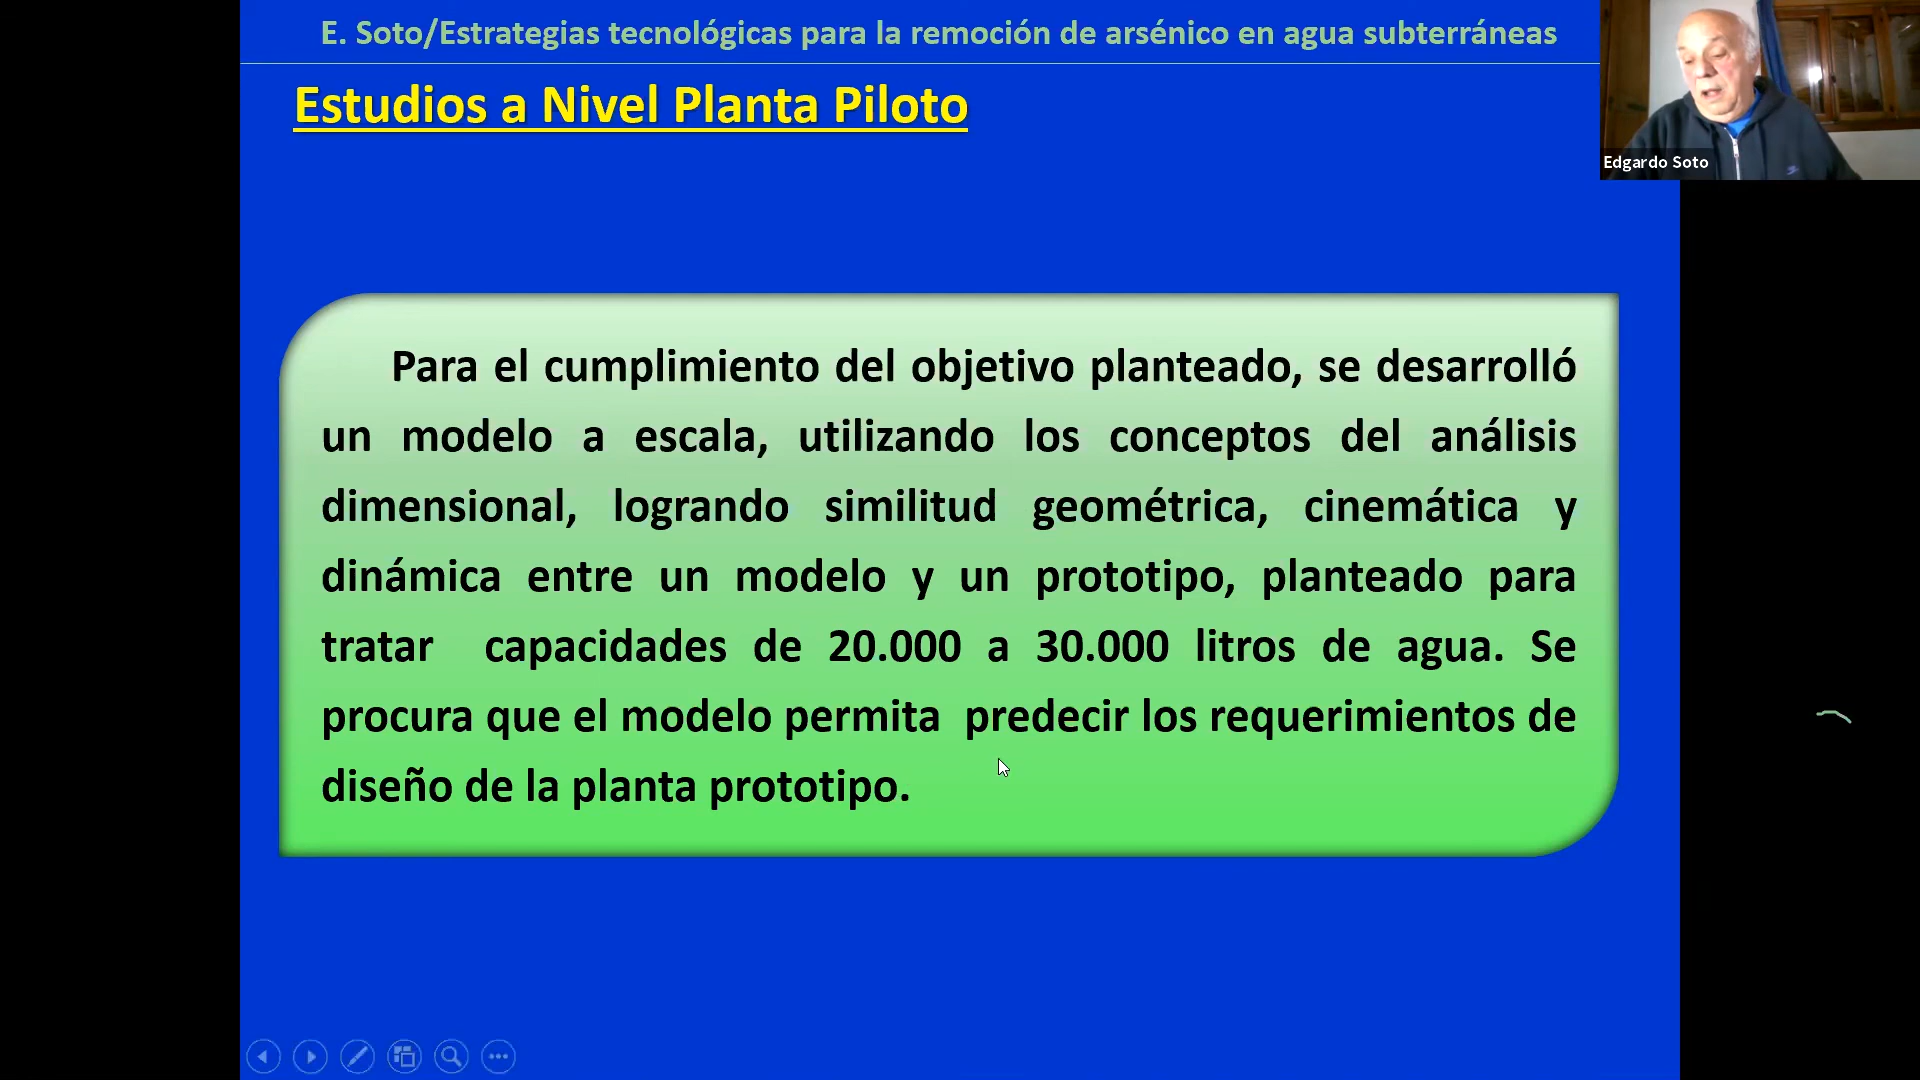 E. Soto/Estrategias tecnológicas para la remoción de arsénico en agua subterráneas
Estudios a Nivel Planta Piloto
Edgardo Soto
Para el cumplimiento del objetivo planteado, se desarrolló
un modelo a escala, utilizando los conceptos del análisis
dimensional, logrando similitud geométrica, cinemática y
dinámica entre un modelo y un prototipo, planteado para
tratar capacidades de 20.000 a 30.000 litros de agua. Se
procura que el modelo permita predecir los requerimientos de
diseño de la planta prototipo.